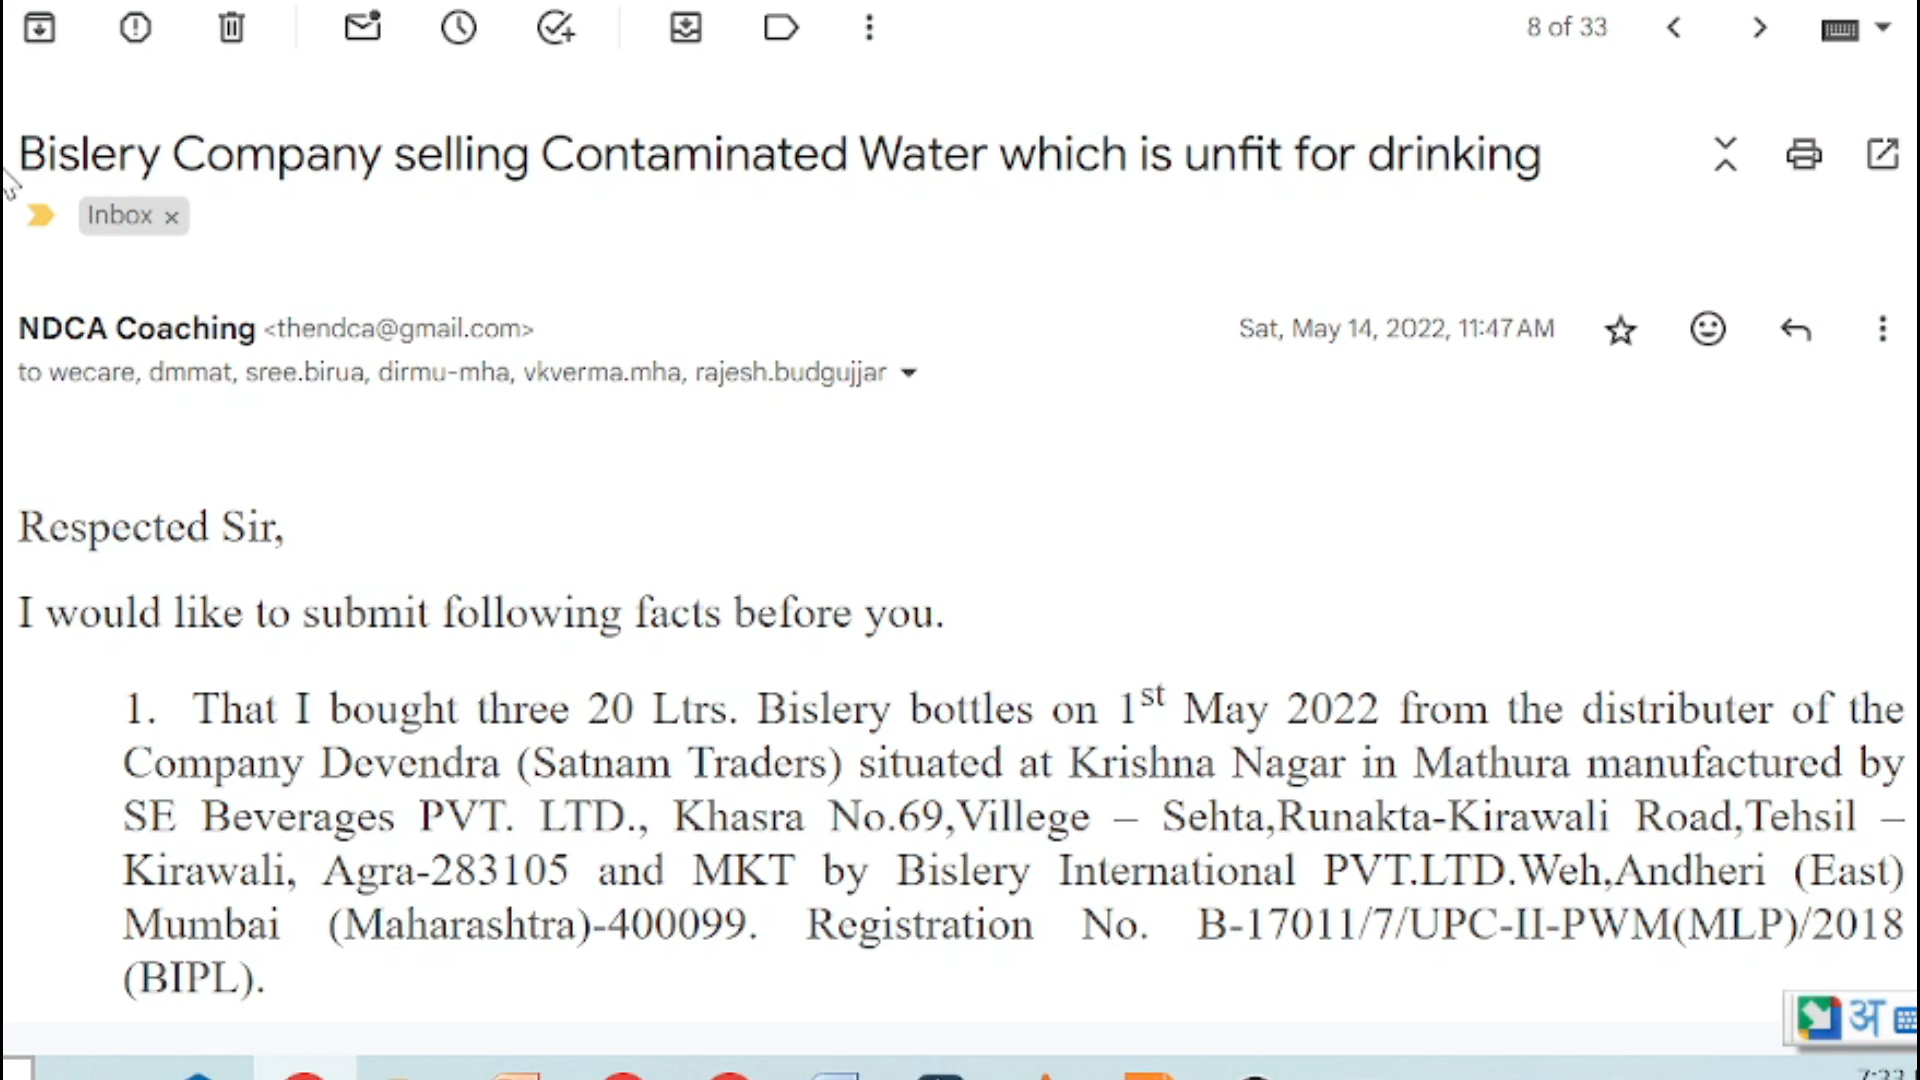 8 of 33
Bislery Company selling Contaminated Water which is unfit for drinking
Inbox ×
NDCA Coaching <thendca@gmail.com> Sat, May 14, 2022, 11:47 AM
to wecare, dmmat, sree.birua, dirmu-mha, vkverma.mha, rajesh.budgujjar
Respected Sir,
I would like to submit following facts before you.
1. That I bought three 20 Ltrs. Bislery bottles on 1st May 2022 from the distributer of the
Company Devendra (Satnam Traders) situated at Krishna Nagar in Mathura manufactured by
SE Beverages PVT. LTD., Khasra No.69,Villege – Sehta,Runakta-Kirawali Road,Tehsil –
Kirawali, Agra-283105 and MKT by Bislery International PVT.LTD.Weh,Andheri (East)
Mumbai (Maharashtra)-400099. Registration No. B-17011/7/UPC-II-PWM(MLP)/2018
(BIPL).
अ